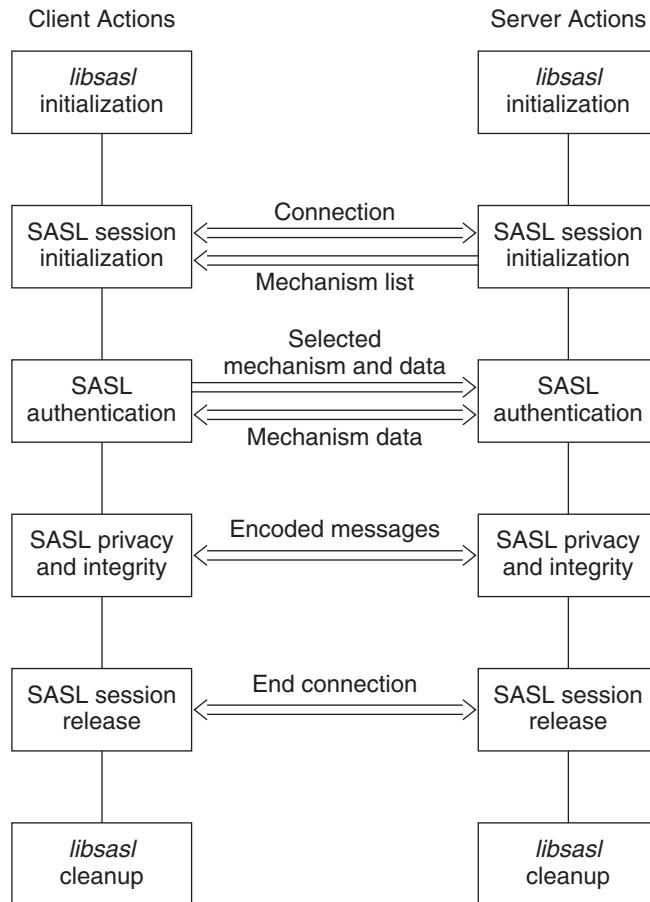 Client Actions
Server Actions
libsasl
initialization
libsasl
initialization
SASL session
initialization
Connection
Mechanism list
SASL session
initialization
SASL
authentication
Selected
mechanism and data
Mechanism data
SASL
authentication
SASL privacy
and integrity
Encoded messages
SASL privacy
and integrity
SASL session
release
End connection
SASL session
release
libsasl
cleanup
libsasl
cleanup